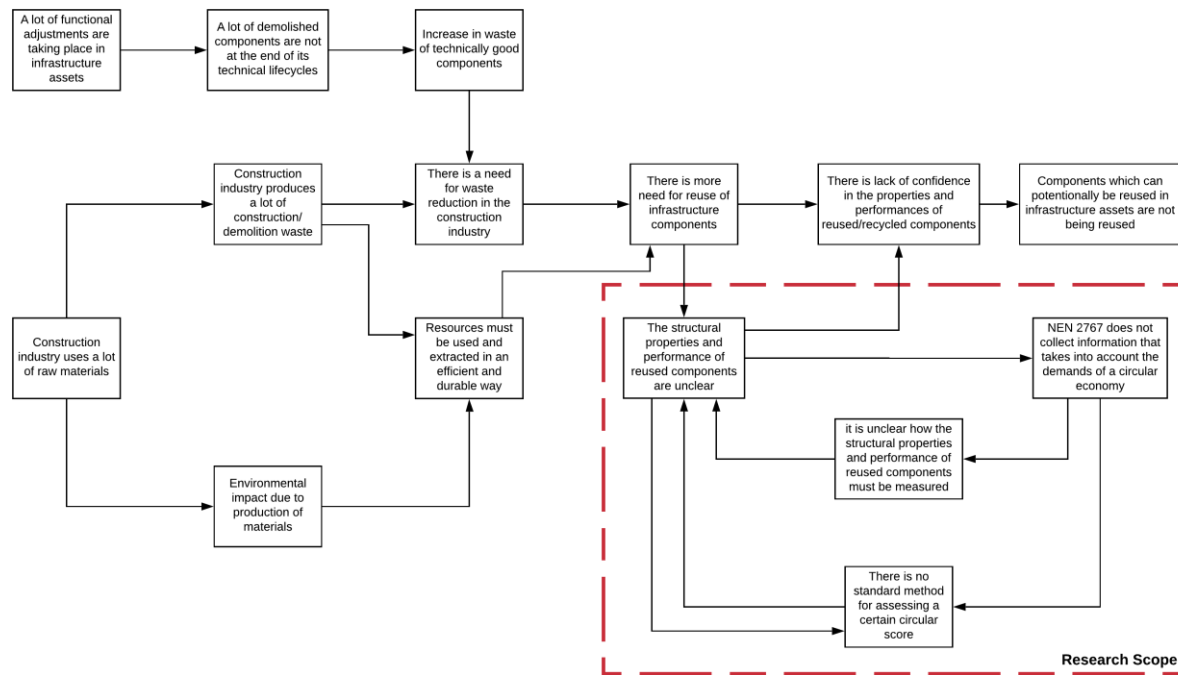 A lot of functional
adjustments are
taking place in
infrastructure
assets
A lot of demolished
components are not
at the end of its
technical lifecycles
Increase in waste
of technically good
components
Construction
industry produces
a lot of
construction/
demolition waste
There is a need
for waste
reduction in the
construction
industry
There is more
need for reuse of
infrastructure
components
There is lack of confidence
in the properties and
performances of
reused/recycled components
Components which can
potentially be reused in
infrastructure assets are not
being reused
Construction
industry uses a lot
of raw materials
Resources must
be used and
extracted in an
efficient and
durable way
The structural
properties and
performance of
reused components
are unclear
NEN 2767 does not
collect information that
takes into account the
demands of a circular
economy
it is unclear how the
structural properties
and performance of
reused components
must be measured
Environmental
impact due to
production of
materials
There is no
standard method
for assessing a
certain circular
score
Research Scope